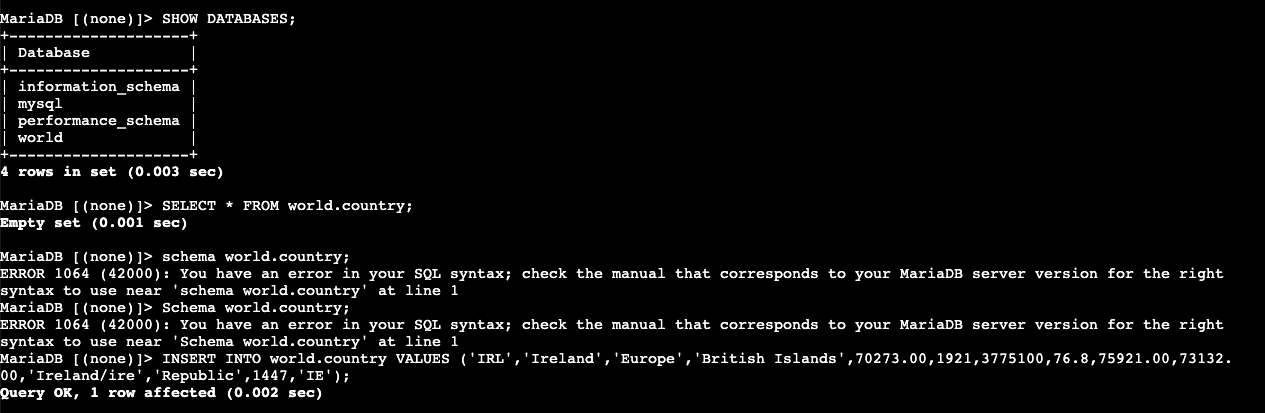 MariaDB [(none)]> SHOW DATABASES;
+--------------------+
| Database           |
+--------------------+
| information_schema |
| mysql              |
| performance_schema |
| world              |
+--------------------+
4 rows in set (0.003 sec)
MariaDB [(none)]> SELECT * FROM world.country;
Empty set (0.001 sec)
MariaDB [(none)]> schema world.country;
ERROR 1064 (42000): You have an error in your SQL syntax; check the manual that corresponds to your MariaDB server version for the right
syntax to use near 'schema world.country' at line 1
MariaDB [(none)]> Schema world.country;
ERROR 1064 (42000): You have an error in your SQL syntax; check the manual that corresponds to your MariaDB server version for the right
syntax to use near 'Schema world.country' at line 1
MariaDB [(none)]> INSERT INTO world.country VALUES ('IRL','Ireland','Europe','British Islands',70273.00,1921,3775100,76.8,75921.00,73132.
00,'Ireland/ire','Republic',1447,'IE');
Query OK, 1 row affected (0.002 sec)